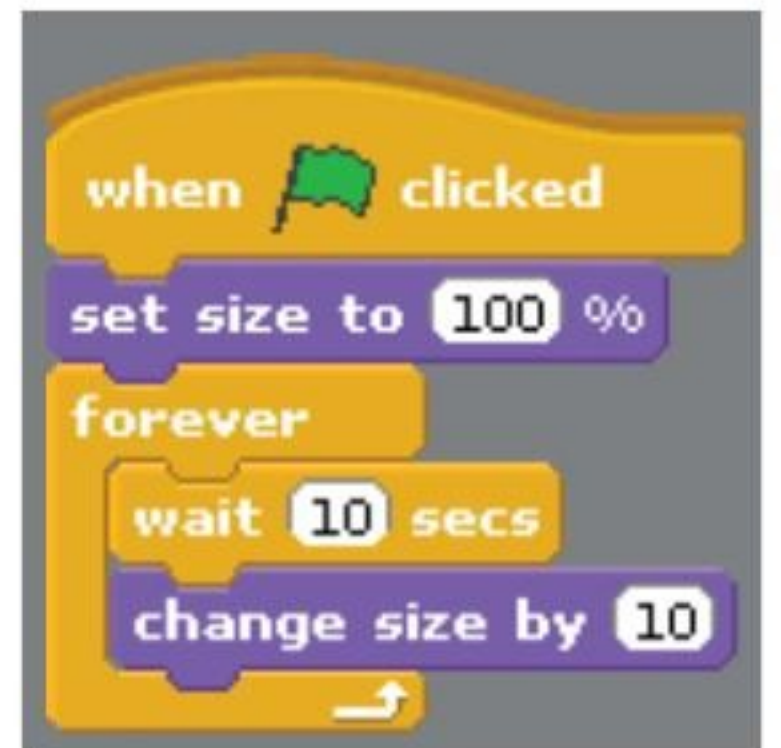 when clicked
set size to 100 %
forever
wait 10 secs
change size by 10